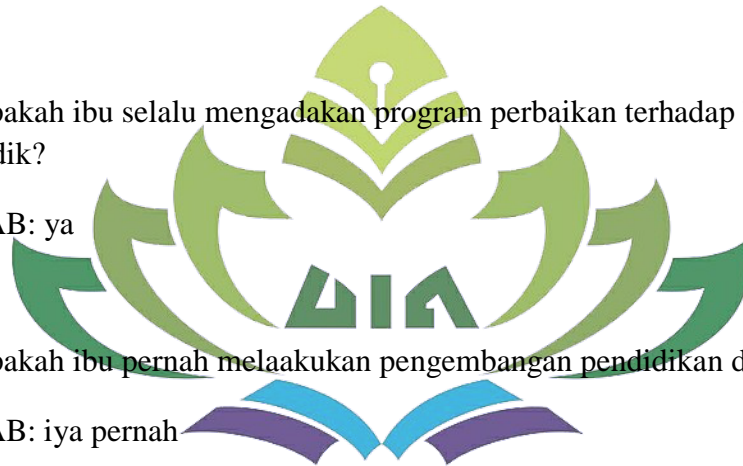 pakah ibu selalu mengadakan program perbaikan terhadap
dik?
AB: ya
UIN
pakah ibu pernah melaakukan pengembangan pendidikan d
AB: iya pernah